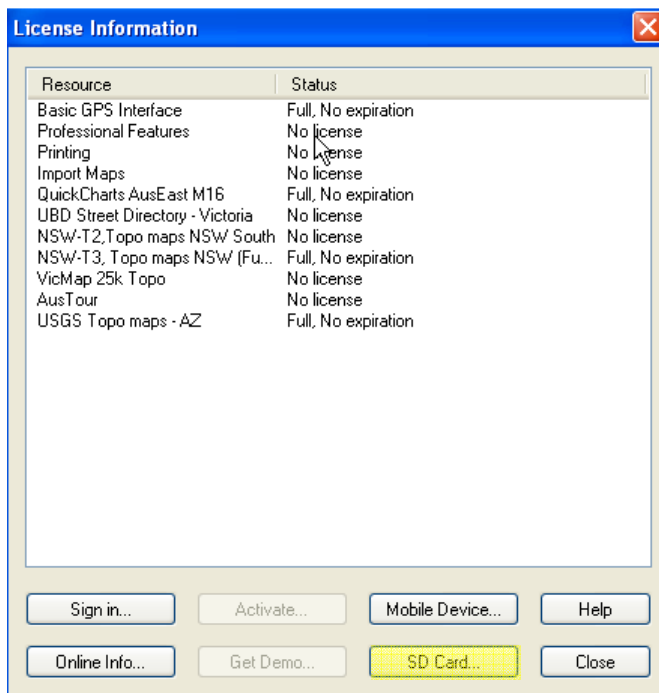 License Information
Resource Status
Basic GPS Interface Full, No expiration
Professional Features No license
Printing No license
Import Maps No license
QuickCharts AusEast M16 Full, No expiration
UBD Street Directory - Victoria No license
NSW-T2,Topo maps NSW South No license
NSW-T3, Topo maps NSW (Fu... Full, No expiration
VicMap 25k Topo No license
AusTour No license
USGS Topo maps - AZ Full, No expiration
Sign in... Activate... Mobile Device... Help
Online Info... Get Demo... SD Card... Close